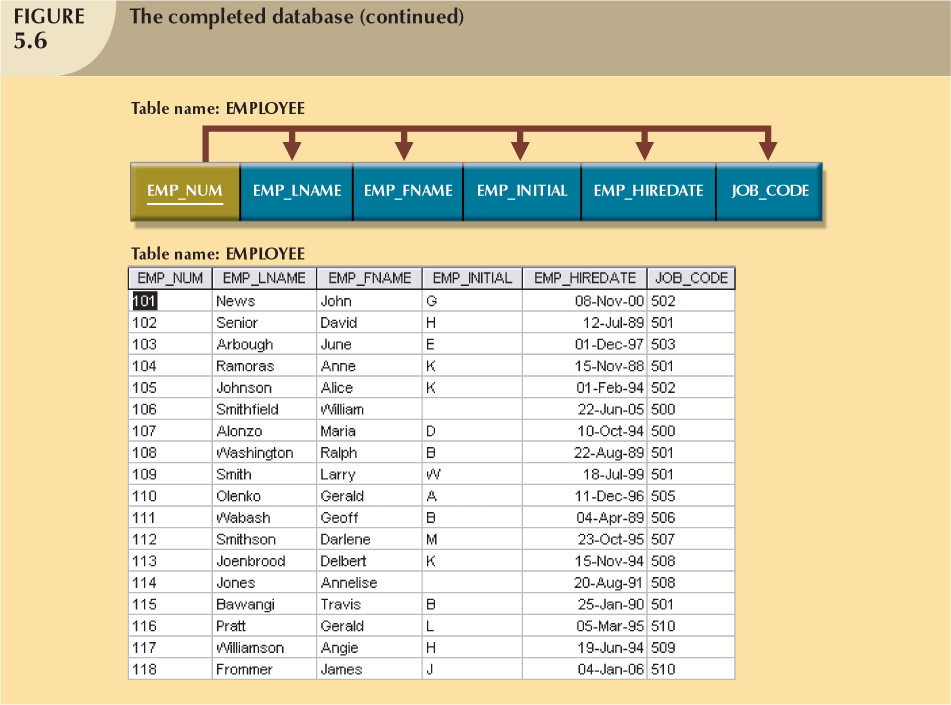 FIGURE
5.6
The completed database (continued)
Table name: EMPLOYEE
EMP_NUM EMP_LNAME EMP_FNAME EMP_INITIAL EMP_HIREDATE JOB_CODE
Table name: EMPLOYEE
EMP_NUM EMP_LNAME EMP_FNAME EMP_INITIAL EMP_HIREDATE JOB_CODE
101 News John G 08-Nov-00 502
102 Senior David H 12-Jul-89 501
103 Arbough June E 01-Dec-97 503
104 Ramoras Anne K 15-Nov-88 501
105 Johnson Alice K 01-Feb-94 502
106 Smithfield William 22-Jun-05 500
107 Alonzo Maria D 10-Oct-94 500
108 Washington Ralph B 22-Aug-89 501
109 Smith Larry W 18-Jul-99 501
110 Olenko Gerald A 11-Dec-96 505
111 Wabash Geoff B 04-Apr-89 506
112 Smithson Darlene M 23-Oct-95 507
113 Joenbrood Delbert K 15-Nov-94 508
114 Jones Annelise 20-Aug-91 508
115 Bawangi Travis B 25-Jan-90 501
116 Pratt Gerald L 05-Mar-95 510
117 Williamson Angie H 19-Jun-94 509
118 Frommer James J 04-Jan-06 510